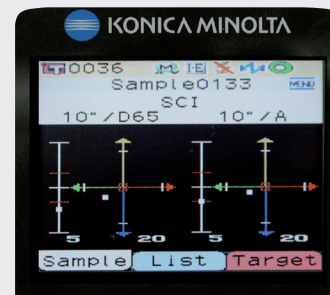 KONICA MINOLTA
0036 M I·E
Sample0133 MENU
SCI
10°/D65 10°/A
5 20 5 20
Sample List Target